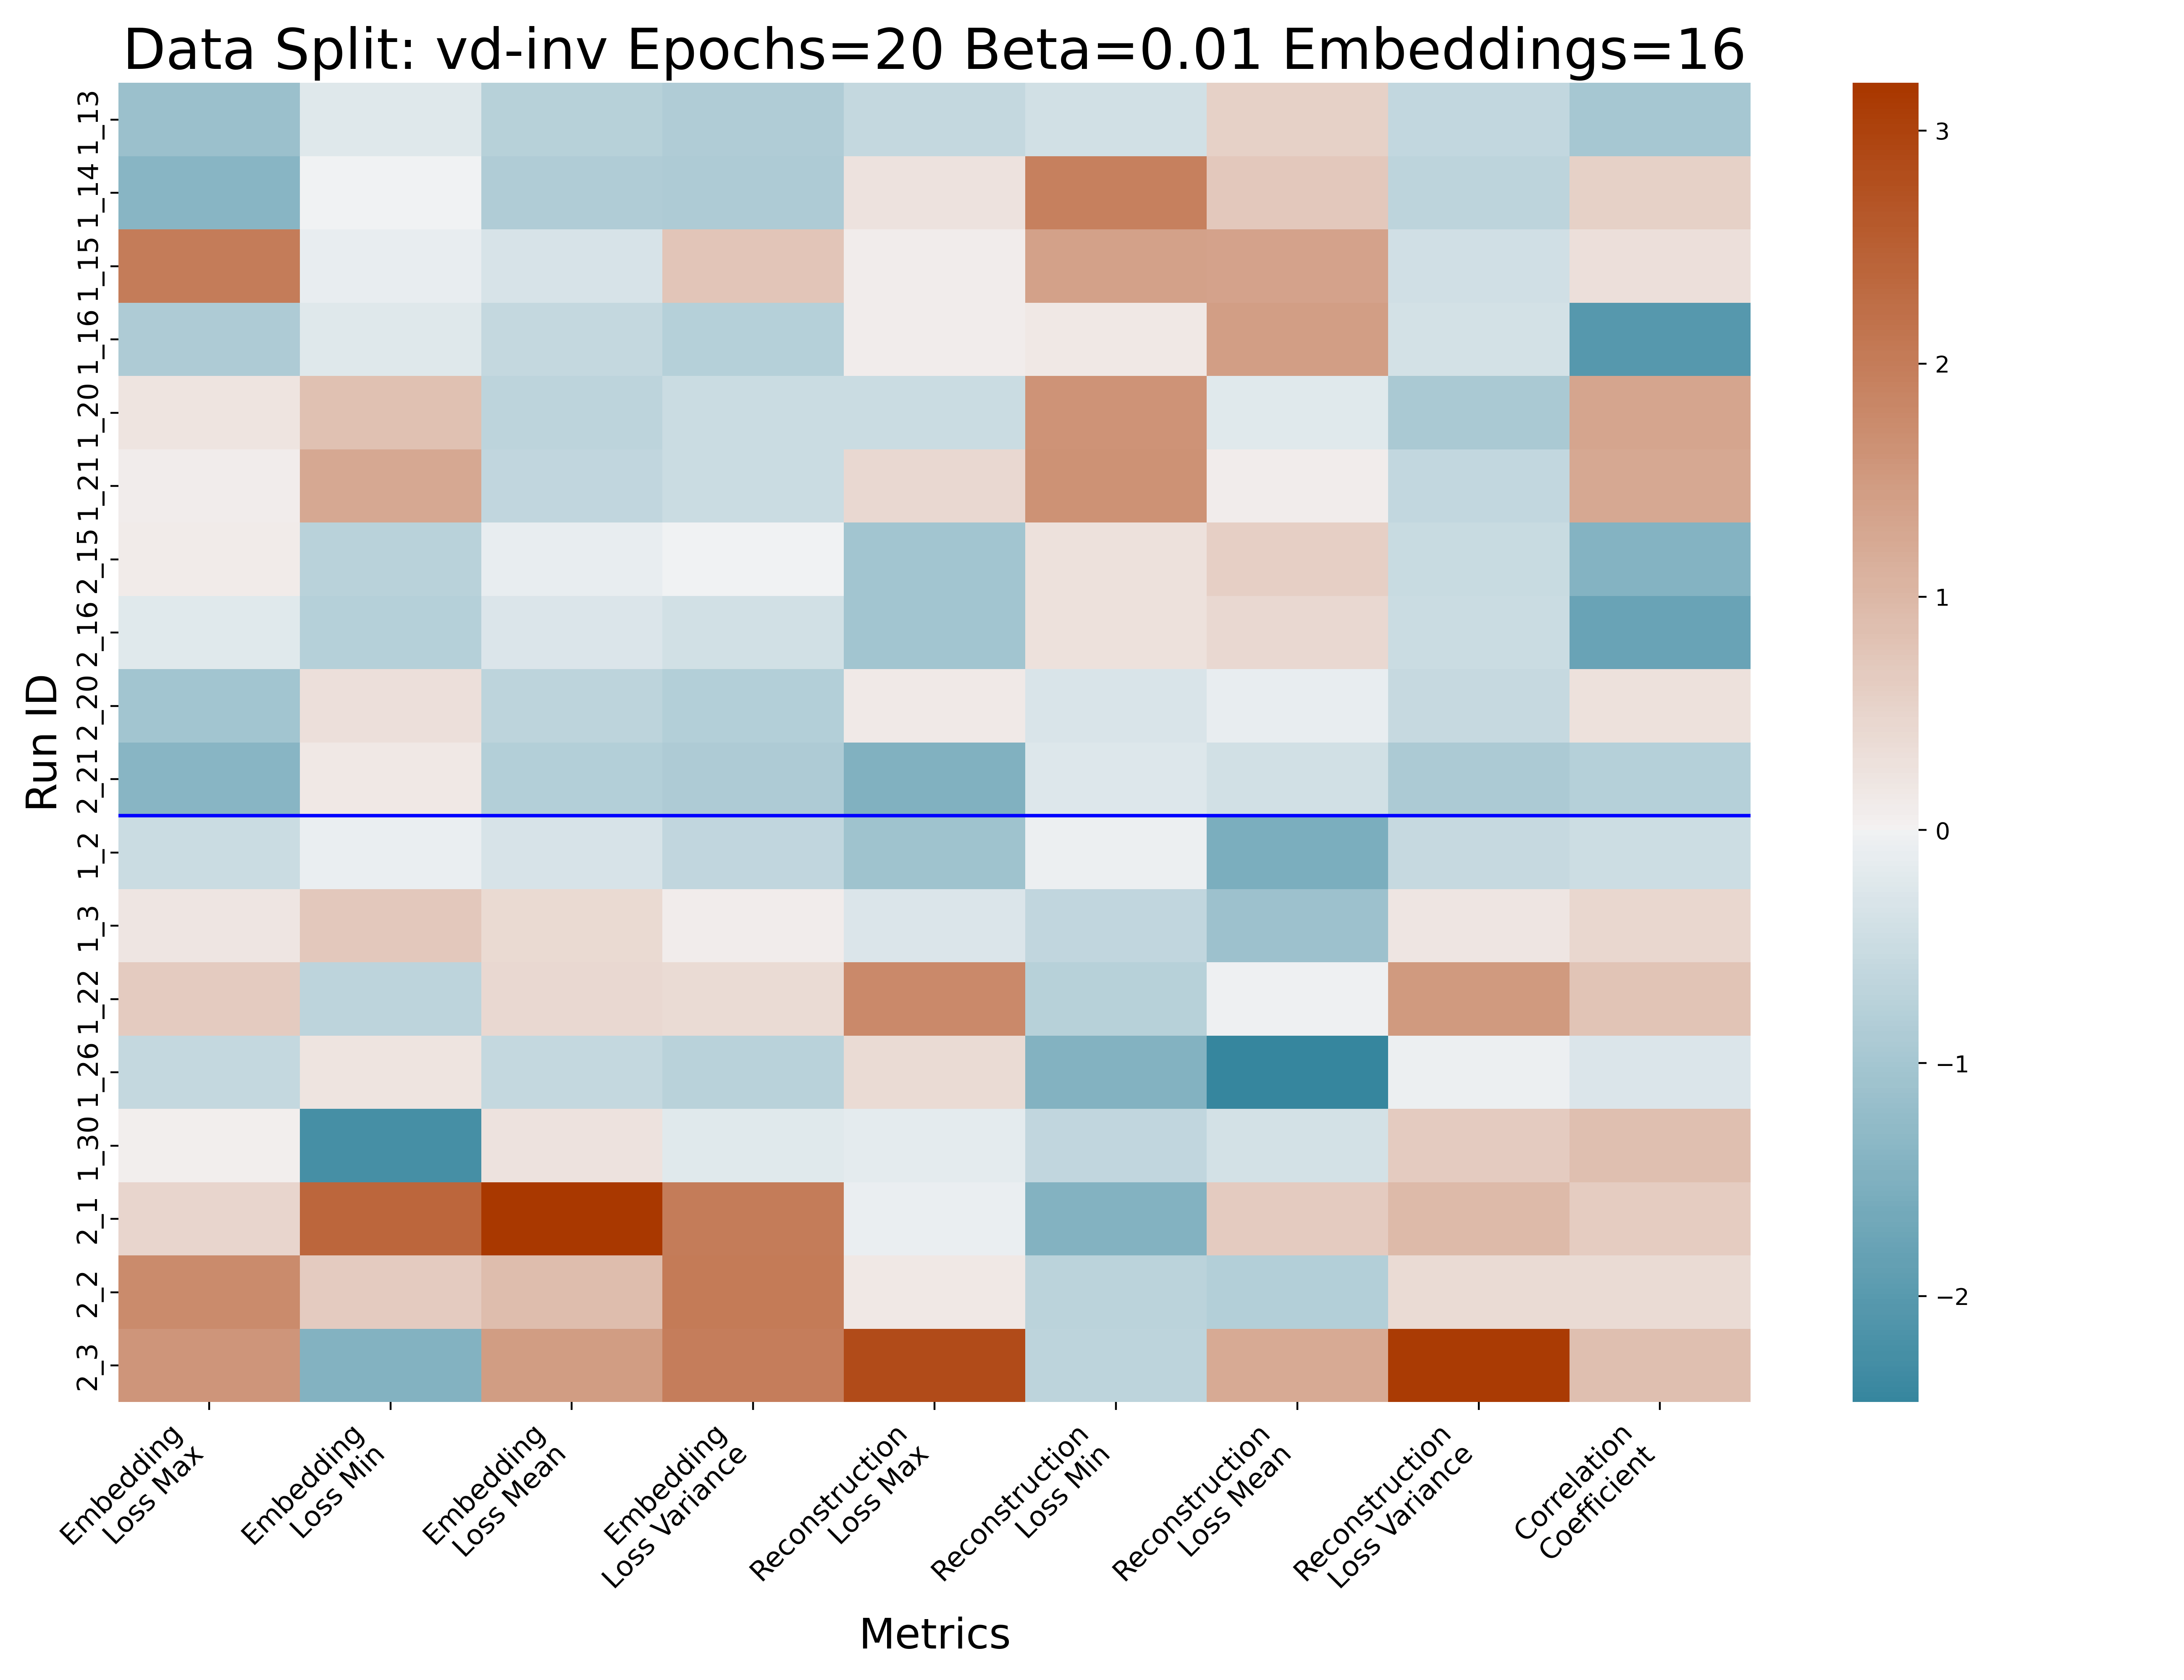 Data Split: vd-inv Epochs=20 Beta=0.01 Embeddings=16
Run ID
1_13
1_14
1_15
1_16
1_20
1_21
2_15
2_16
2_20
2_21
1_2
1_3
1_22
1_26
1_30
2_1
2_2
2_3
Embedding
Loss Max
Embedding
Loss Min
Embedding
Loss Mean
Embedding
Loss Variance
Reconstruction
Loss Max
Reconstruction
Loss Min
Reconstruction
Loss Mean
Reconstruction
Loss Variance
Correlation
Coefficient
Metrics
3
2
1
0
−1
−2